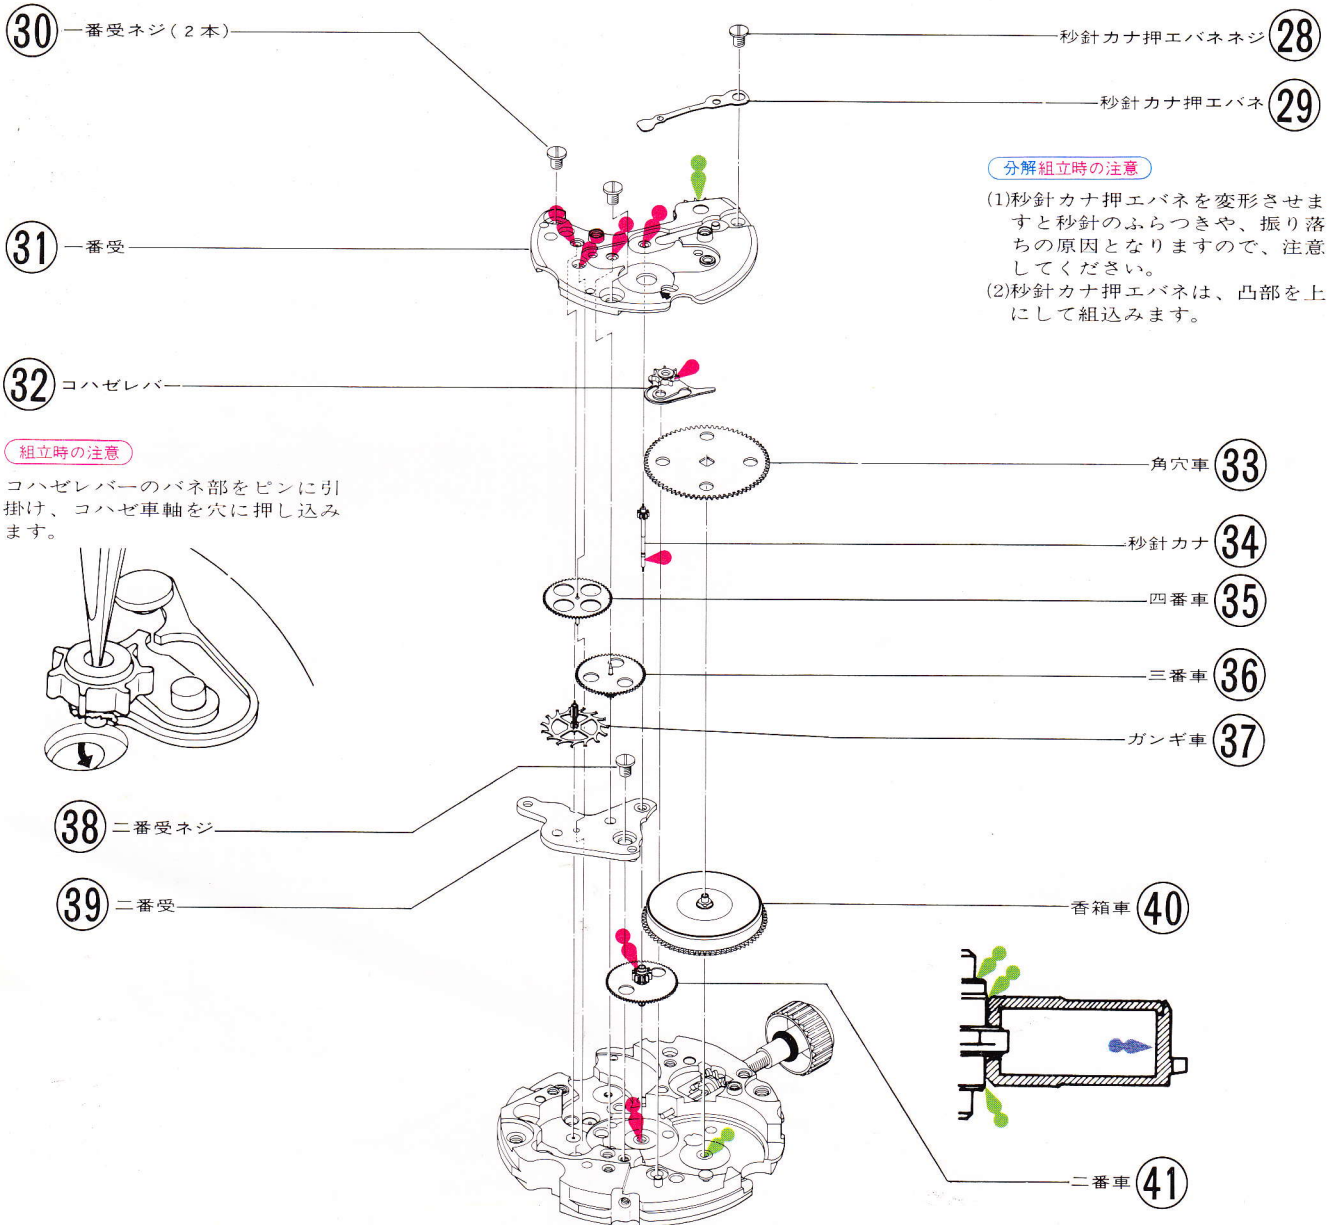 30 一番受ネジ(2本)
秒針カナ押エバネネジ 28
秒針カナ押エバネ 29
分解組立時の注意
(1)秒針カナ押エバネを変形させま
すと秒針のふらつきや、振り落
ちの原因となりますので、注意
してください。
(2)秒針カナ押エバネは、凸部を上
にして組込みます。
31 一番受
32 コハゼレバー
組立時の注意
コハゼレバーのバネ部をピンに引
掛け、コハゼ車軸を穴に押し込み
ます。
角穴車 33
秒針カナ 34
四番車 35
三番車 36
ガンギ車 37
38 二番受ネジ
39 二番受
香箱車 40
二番車 41